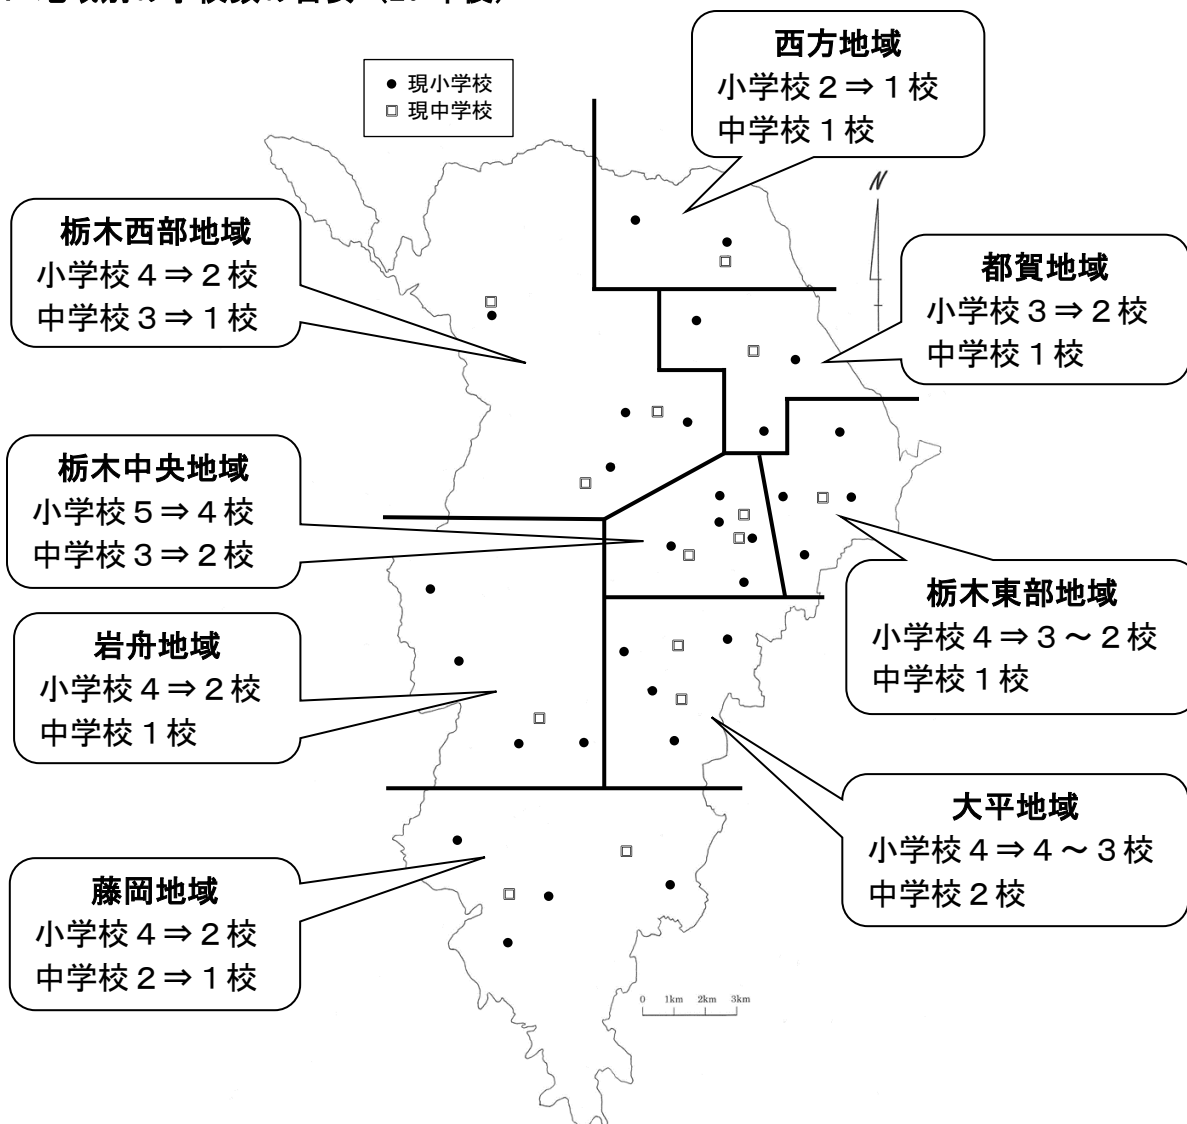 現小学校
現中学校
西方地域
小学校２⇒１校
中学校１校
N
栃木西部地域
小学校４⇒２校
中学校３⇒１校
都賀地域
小学校３⇒２校
中学校１校
栃木中央地域
小学校５⇒４校
中学校３⇒２校
栃木東部地域
小学校４⇒３～２校
中学校１校
岩舟地域
小学校４⇒２校
中学校１校
大平地域
小学校４⇒４～３校
中学校２校
藤岡地域
小学校４⇒２校
中学校２⇒１校
0 1km 2km 3km